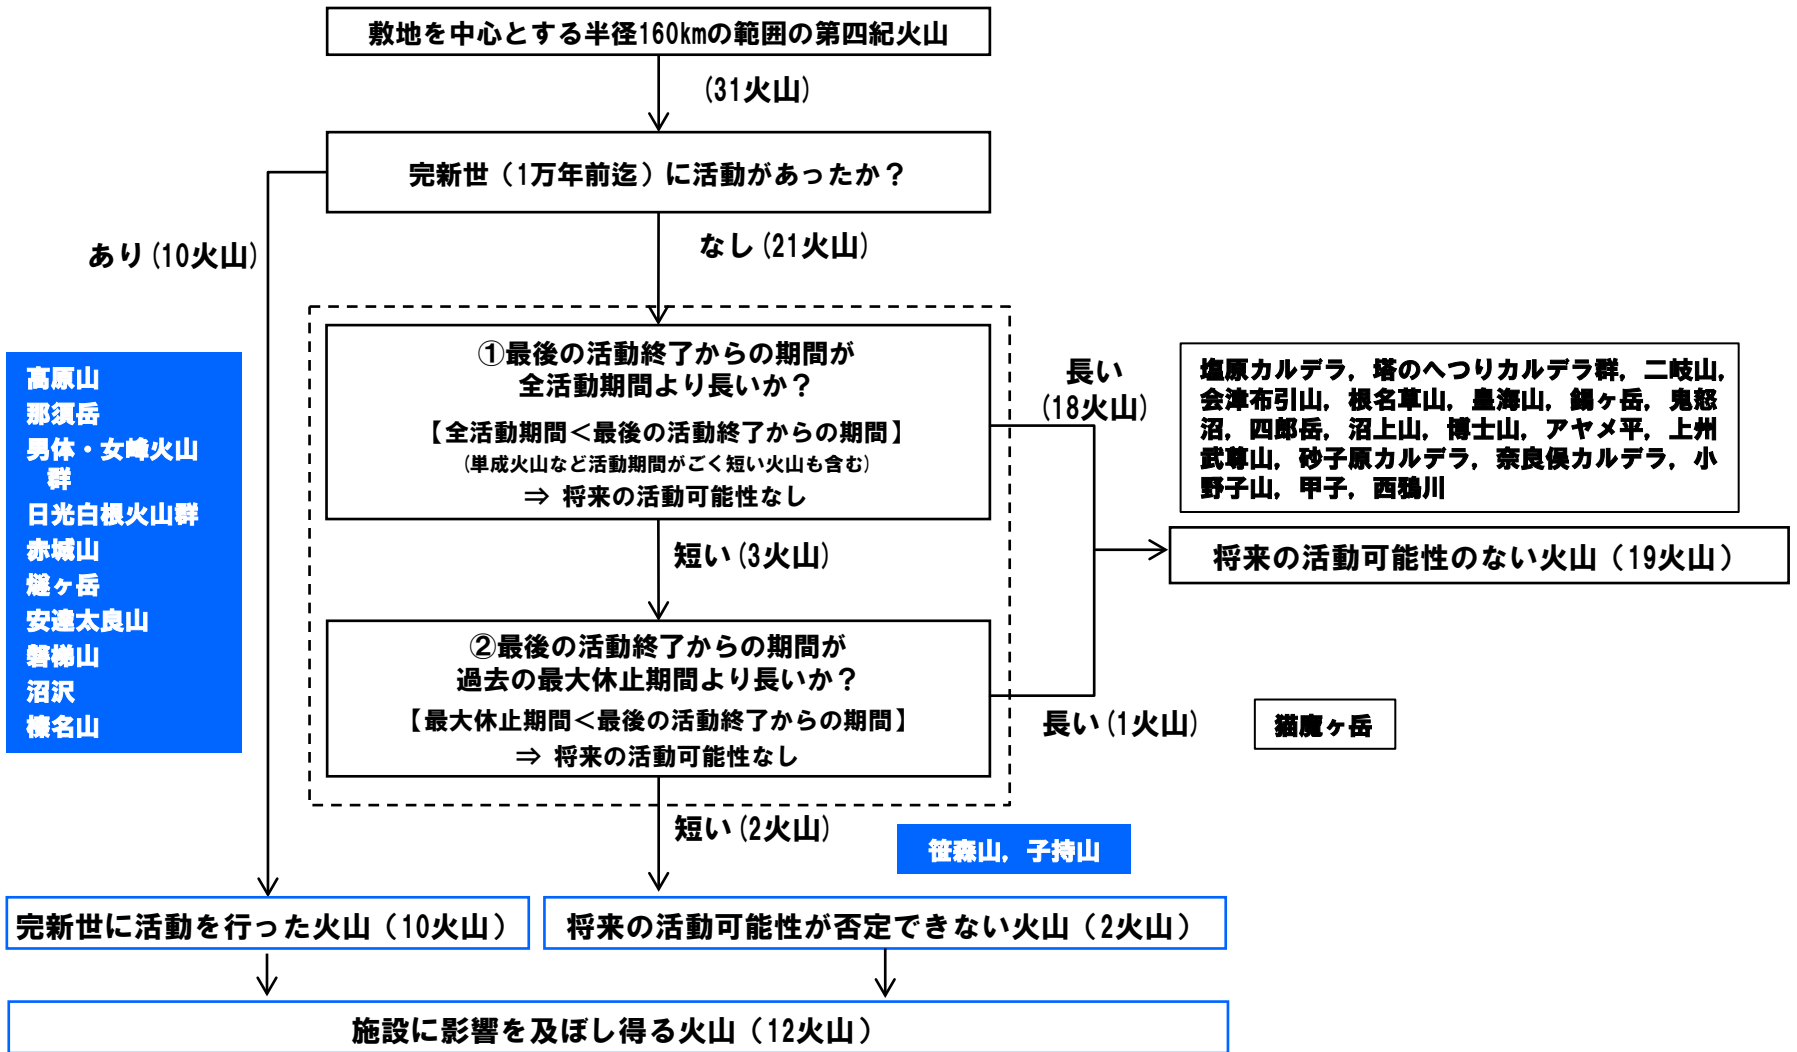 敷地を中心とする半径160kmの範囲の第四紀火山
(31火山)
完新世（1万年前迄）に活動があったか？
あり(10火山)
なし(21火山)
高原山
那須岳
男体・女峰火山
群
日光白根火山群
赤城山
燧ヶ岳
安達太良山
磐梯山
沼沢
榛名山
①最後の活動終了からの期間が
全活動期間より長いか？
【全活動期間＜最後の活動終了からの期間】
(単成火山など活動期間がごく短い火山も含む)
⇒ 将来の活動可能性なし
長い
(18火山)
塩原カルデラ，塔のへつりカルデラ群，二岐山，
会津布引山，根名草山，皇海山，錫ヶ岳，鬼怒
沼，四郎岳，沼上山，博士山，アヤメ平，上州
武尊山，砂子原カルデラ，奈良俣カルデラ，小
野子山，甲子，西鴉川
将来の活動可能性のない火山（19火山）
短い(3火山)
②最後の活動終了からの期間が
過去の最大休止期間より長いか？
【最大休止期間＜最後の活動終了からの期間】
⇒ 将来の活動可能性なし
長い(1火山)
猫魔ヶ岳
短い(2火山)
笹森山，子持山
完新世に活動を行った火山（10火山）
将来の活動可能性が否定できない火山（2火山）
施設に影響を及ぼし得る火山（12火山）